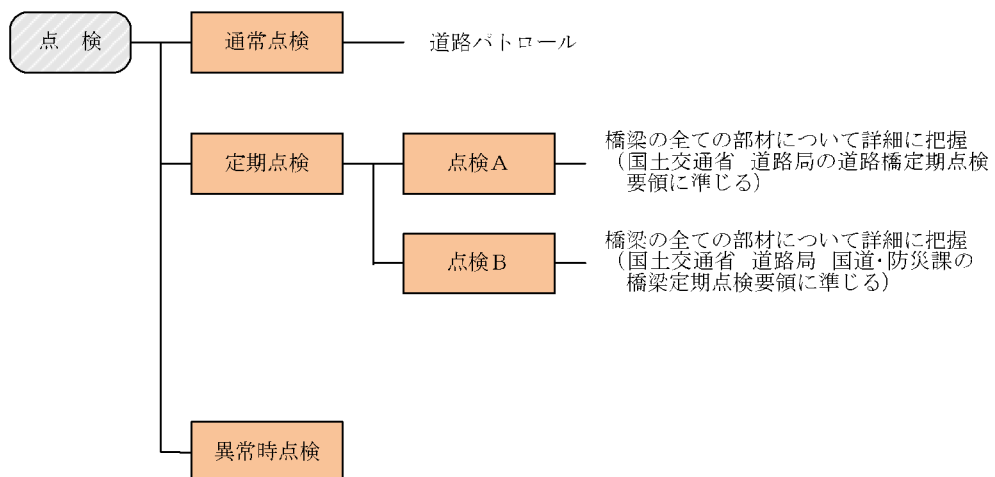 点　検
通常点検
道路パトロール
定期点検
点検A
橋梁の全ての部材について詳細に把握
（国土交通省　道路局の道路橋定期点検
要領に準じる）
点検B
橋梁の全ての部材について詳細に把握
（国土交通省　道路局　国道・防災課の
橋梁定期点検要領に準じる）
異常時点検